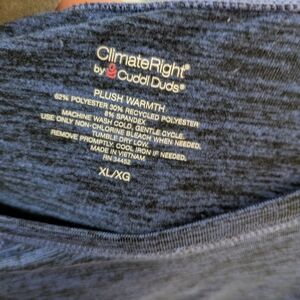 ClimateRight®
by Cuddl Duds®
PLUSH WARMTH
62% POLYESTER 30% RECYCLED POLYESTER
8% SPANDEX
MACHINE WASH COLD, GENTLE CYCLE.
USE ONLY NON-CHLORINE BLEACH WHEN NEEDED.
TUMBLE DRY LOW.
REMOVE PROMPTLY. COOL IRON IF NEEDED.
MADE IN VIETNAM
RN 34462
XL/XG